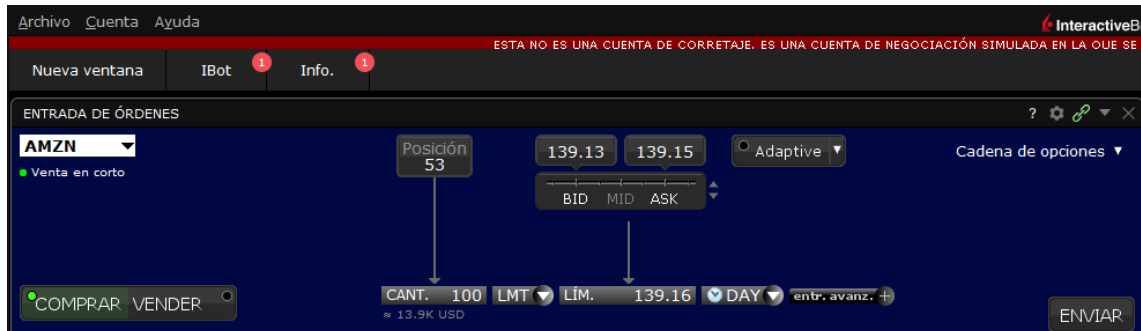 Archivo Cuenta Ayuda
InteractiveB
ESTA NO ES UNA CUENTA DE CORRETAJE. ES UNA CUENTA DE NEGOCIACIÓN SIMULADA EN LA QUE SE
Nueva ventana IBot 1 Info. 1
ENTRADA DE ÓRDENES ?
AMZN Posición 139.13 139.15 Adaptive Cadena de opciones
53
Venta en corto
BID MID ASK
COMPRAR VENDER CANT. 100 LMT LÍM. 139.16 DAY entr. avanz. +
≈ 13.9K USD
ENVIAR